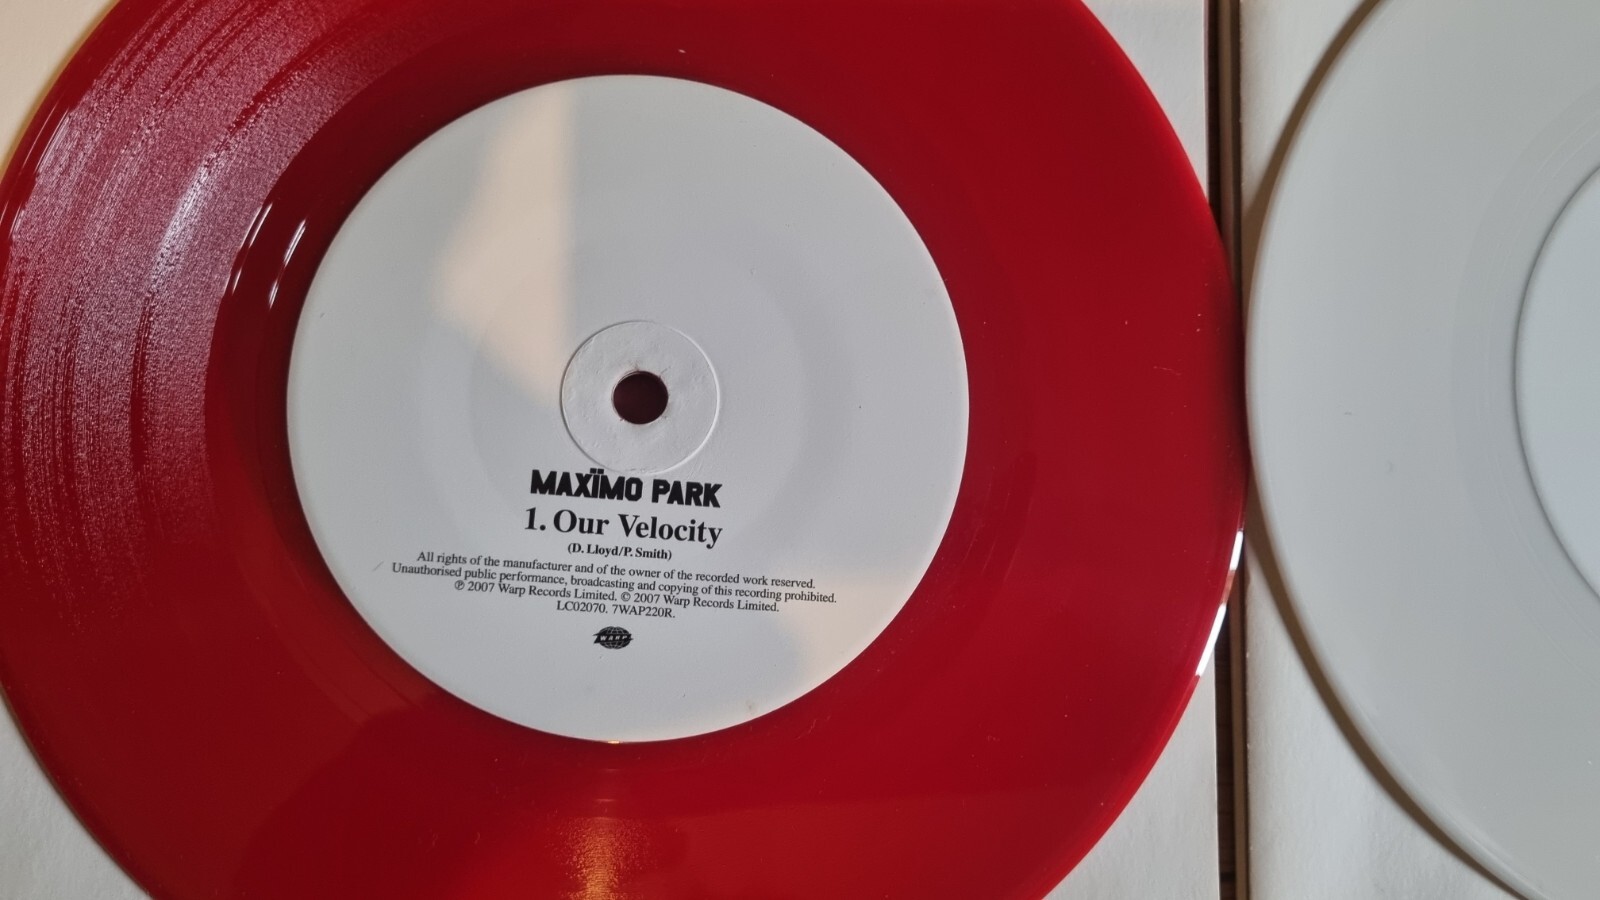 MAXÏMO PARK
1. Our Velocity
(D. Lloyd/P. Smith)
All rights of the manufacturer and of the owner of the recorded work reserved.
Unauthorised public performance, broadcasting and copying of this recording prohibited.
℗ 2007 Warp Records Limited. © 2007 Warp Records Limited.
LC02070. 7WAP220R.
WARP